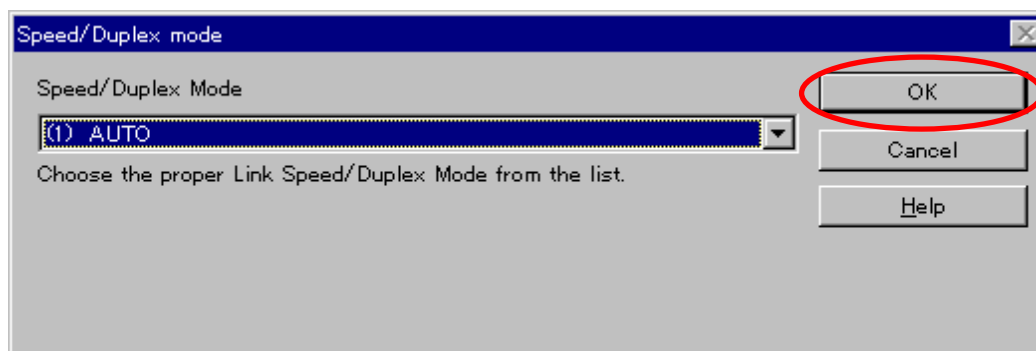 Speed/Duplex mode
Speed/Duplex Mode
(1) AUTO
Choose the proper Link Speed/Duplex Mode from the list.
OK
Cancel
Help